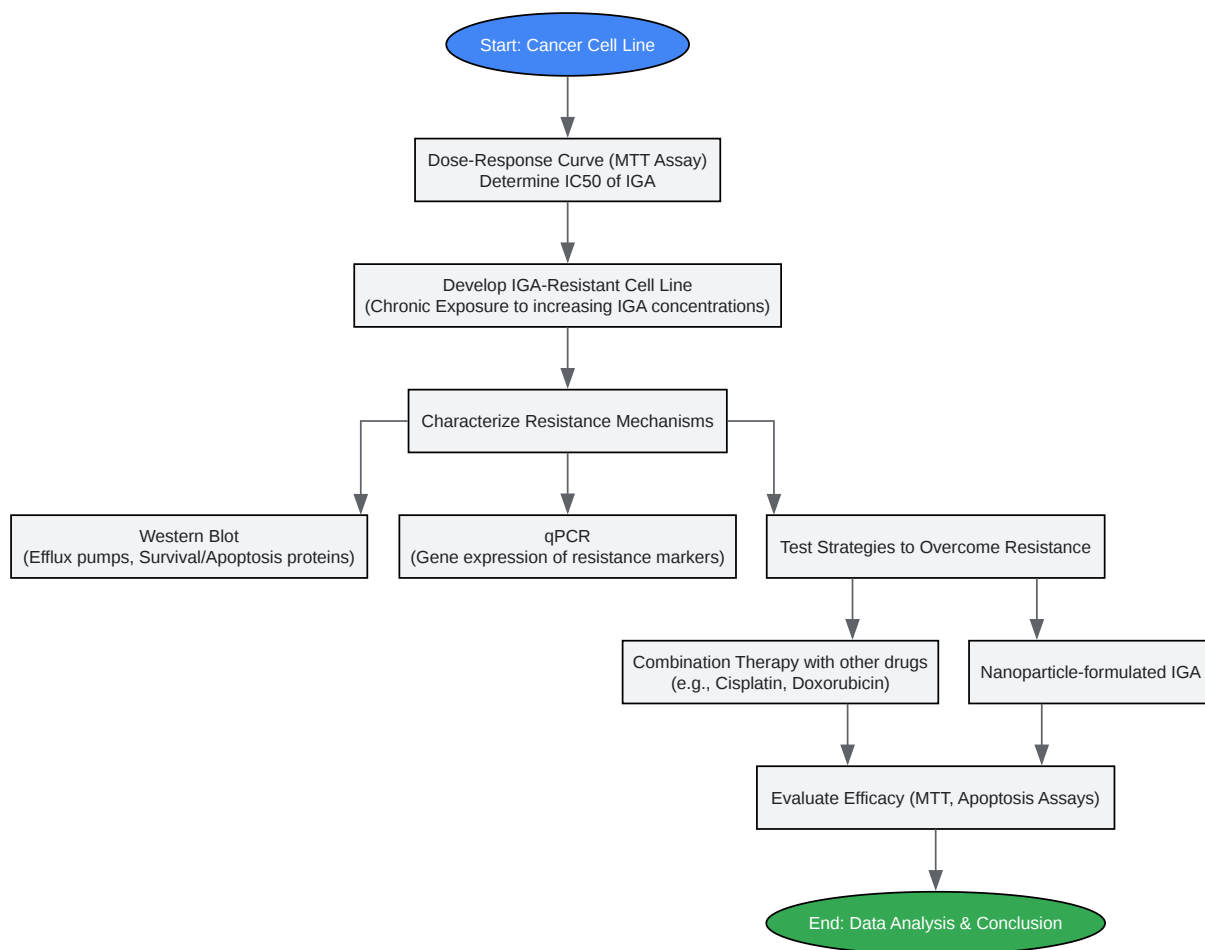 Start: Cancer Cell Line
Dose-Response Curve (MTT Assay)
Determine IC50 of IGA
Develop IGA-Resistant Cell Line
(Chronic Exposure to increasing IGA concentrations)
Characterize Resistance Mechanisms
Western Blot
(Efflux pumps, Survival/Apoptosis proteins)
qPCR
(Gene expression of resistance markers)
Test Strategies to Overcome Resistance
Combination Therapy with other drugs
(e.g., Cisplatin, Doxorubicin)
Nanoparticle-formulated IGA
Evaluate Efficacy (MTT, Apoptosis Assays)
End: Data Analysis & Conclusion